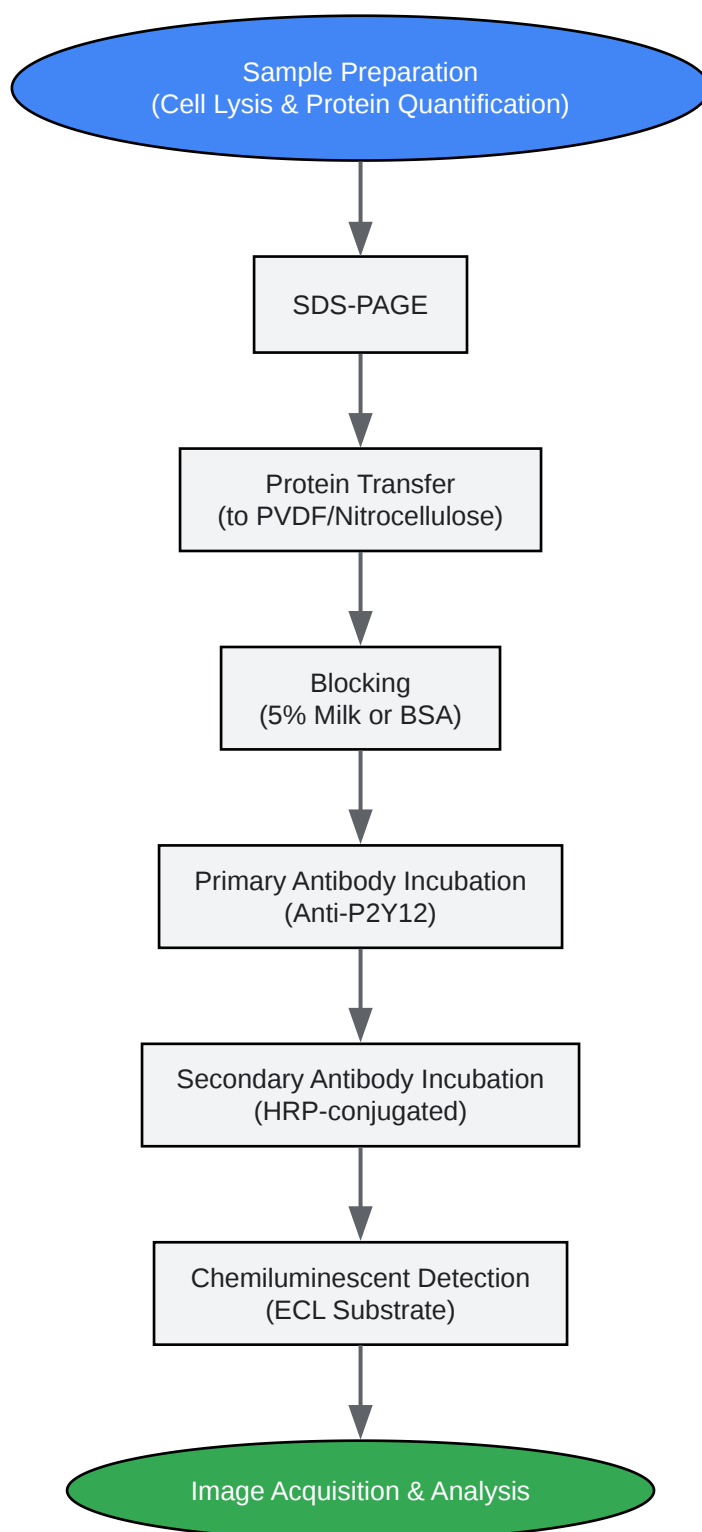 Sample Preparation
(Cell Lysis & Protein Quantification)
SDS-PAGE
Protein Transfer
(to PVDF/Nitrocellulose)
Blocking
(5% Milk or BSA)
Primary Antibody Incubation
(Anti-P2Y12)
Secondary Antibody Incubation
(HRP-conjugated)
Chemiluminescent Detection
(ECL Substrate)
Image Acquisition & Analysis